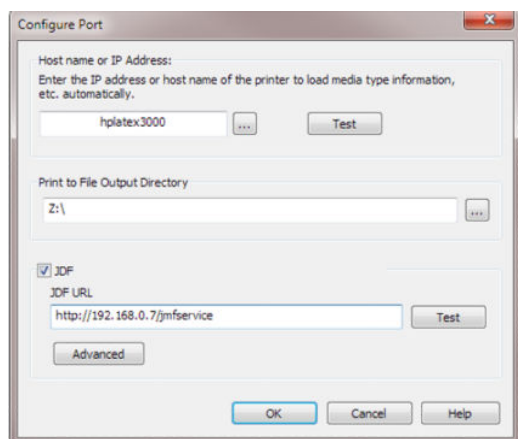 Configure Port
Host name or IP Address:
Enter the IP address or host name of the printer to load media type information,
etc. automatically.
hplatex3000 ... Test
Print to File Output Directory
Z:\ ...
JDF
JDF URL
http://192.168.0.7/jmfservice Test
Advanced
OK Cancel Help